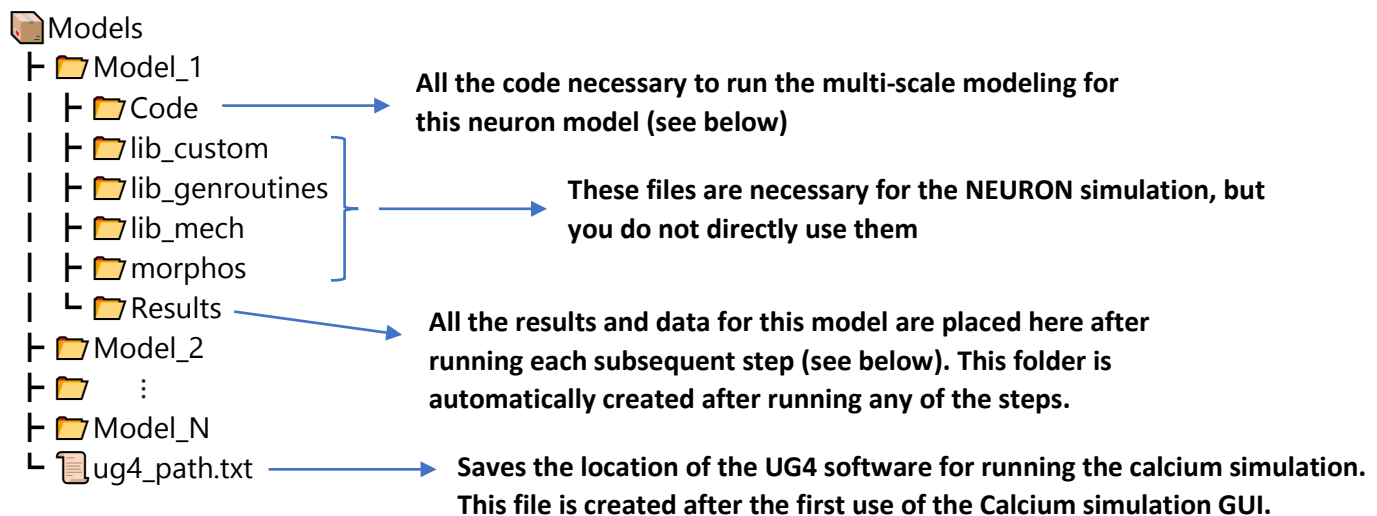 Models
Model_1
All the code necessary to run the multi-scale modeling for
Code
this neuron model (see below)
lib_custom
lib_genroutines
These files are necessary for the NEURON simulation, but
lib_mech
you do not directly use them
morphos
Results
All the results and data for this model are placed here after
Model_2
running each subsequent step (see below). This folder is
⋮
automatically created after running any of the steps.
Model_N
ug4_path.txt
Saves the location of the UG4 software for running the calcium simulation.
This file is created after the first use of the Calcium simulation GUI.